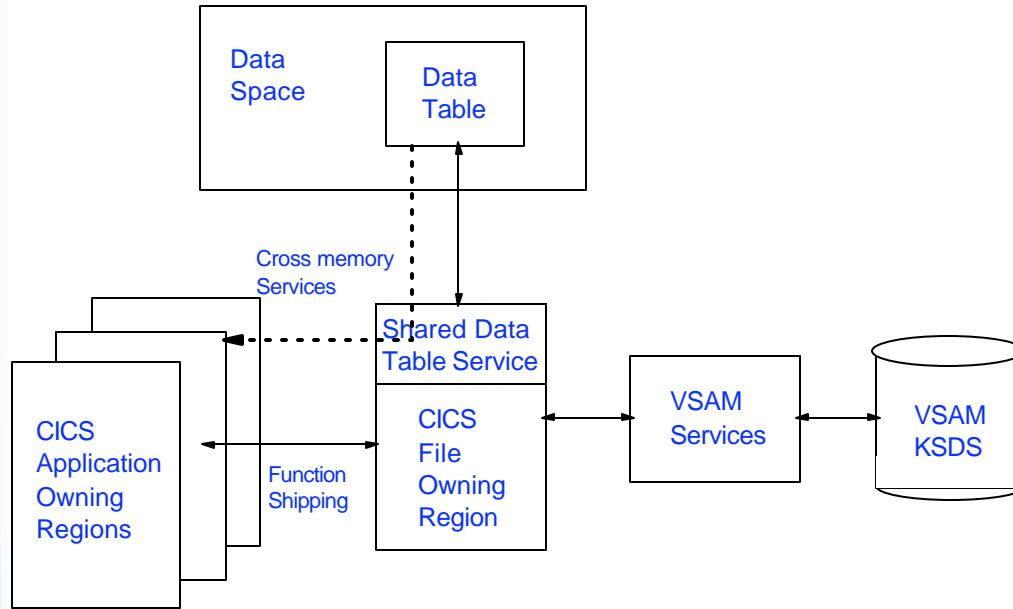 Data
Space
Data
Table
Cross memory
Services
Shared Data
Table Service
CICS
Application
Owning
Regions
Function
Shipping
CICS
File
Owning
Region
VSAM
Services
VSAM
KSDS